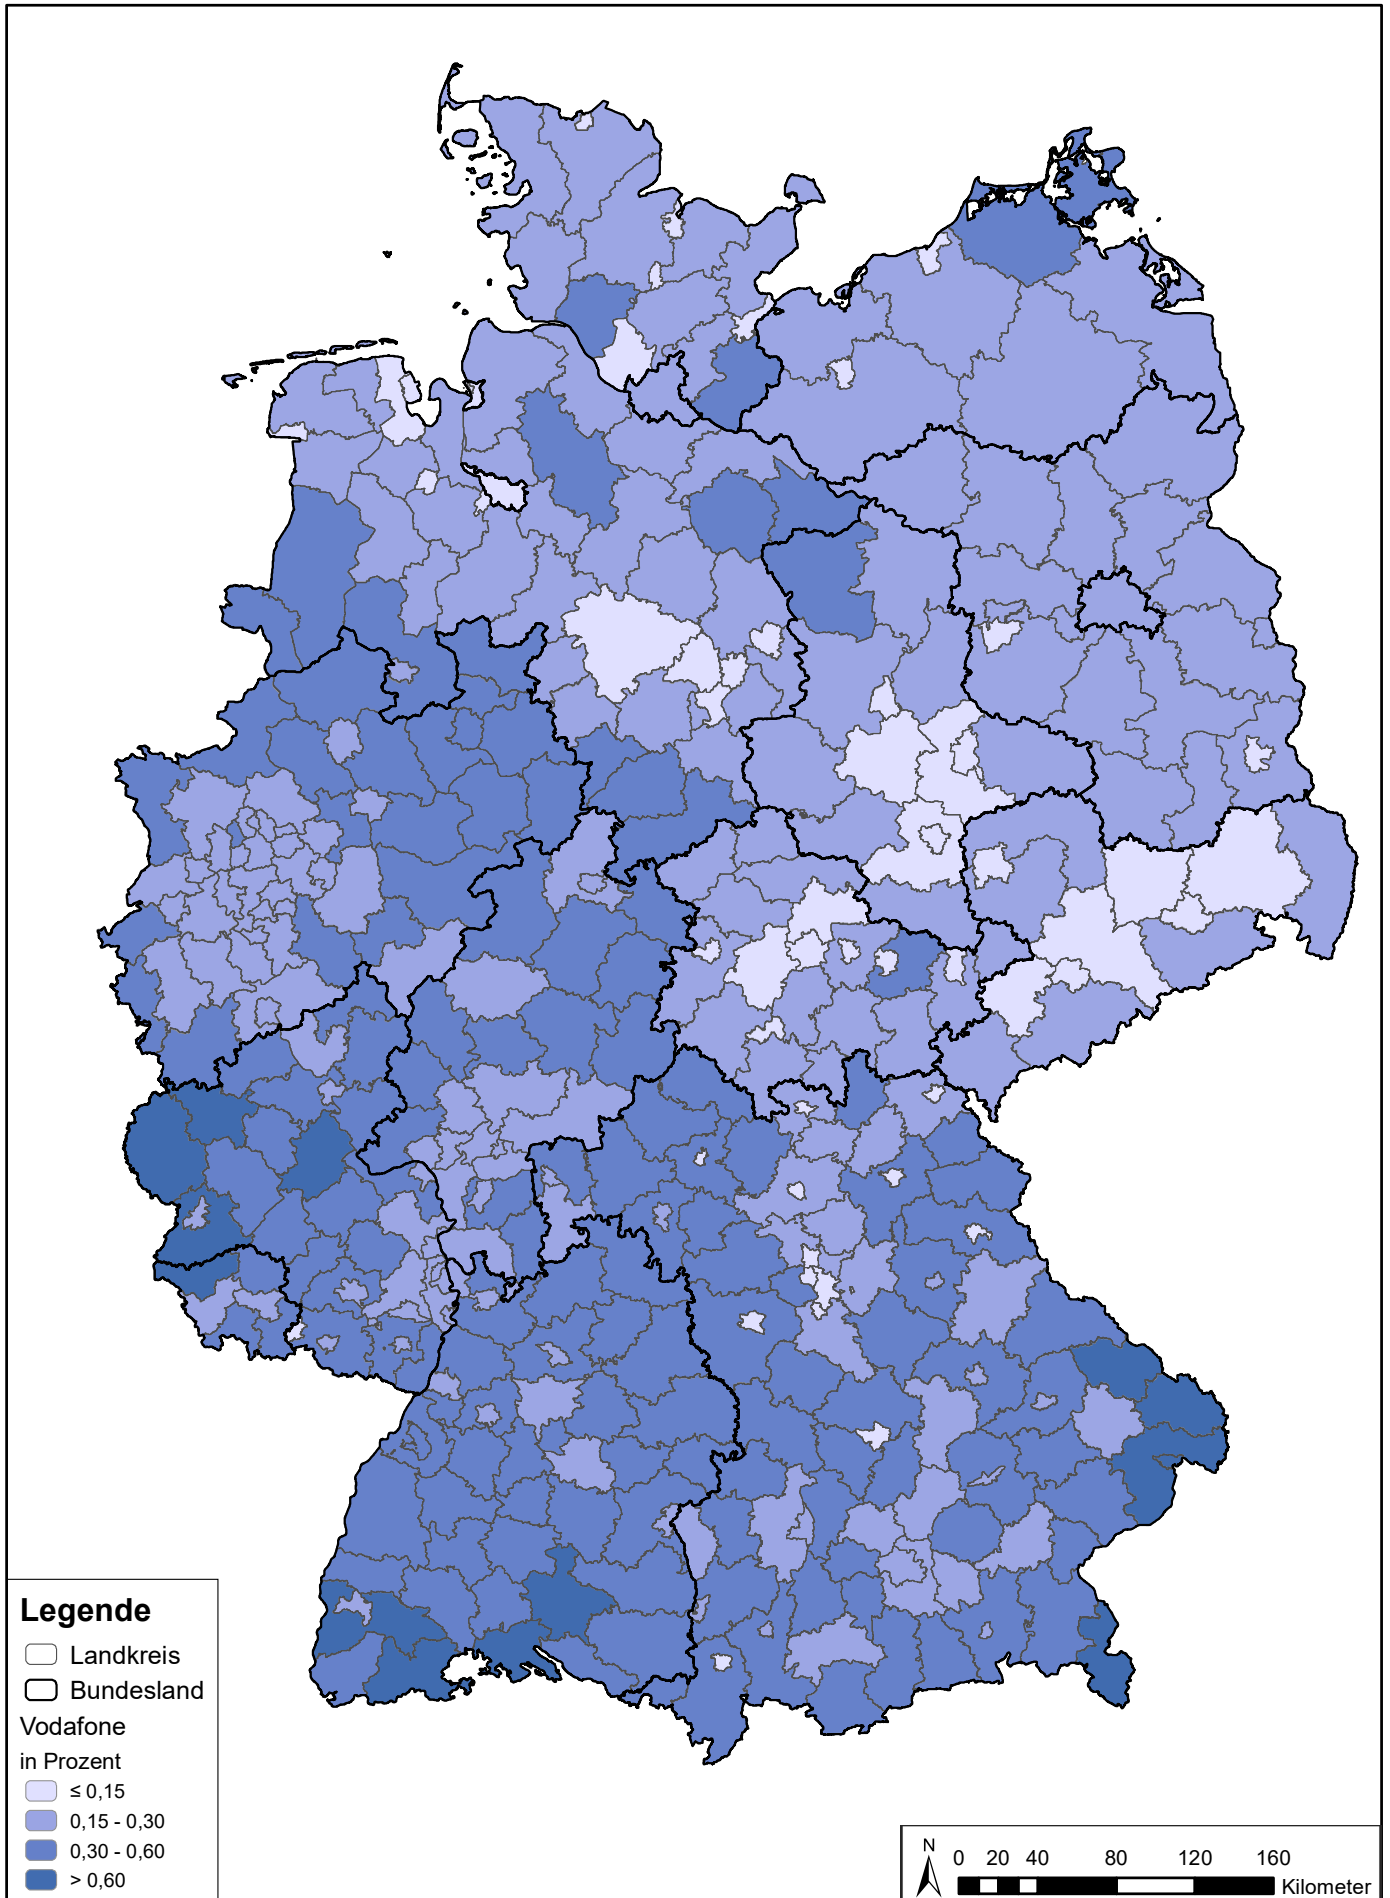 Legende
Landkreis
Bundesland
Vodafone
in Prozent
≤ 0,15
0,15 - 0,30
0,30 - 0,60
> 0,60
N
0 20 40 80 120 160
Kilometer